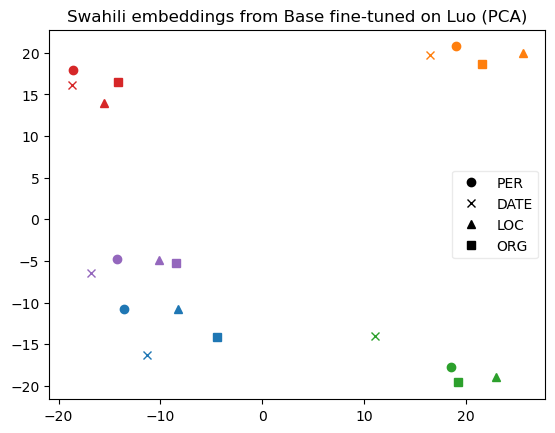 Swahili embeddings from Base fine-tuned on Luo (PCA)
20
15
10
5
0
−5
−10
−15
−20
−20
−10
0
10
20
PER
DATE
LOC
ORG